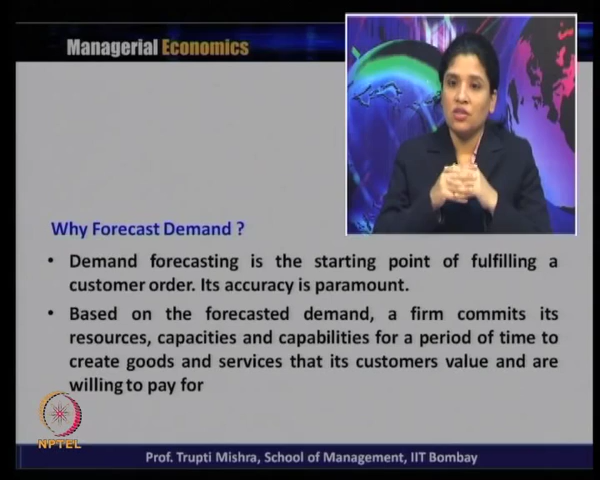 Managerial Economics
Why Forecast Demand ?
• Demand forecasting is the starting point of fulfilling a
customer order. Its accuracy is paramount.
• Based on the forecasted demand, a firm commits its
resources, capacities and capabilities for a period of time to
create goods and services that its customers value and are
willing to pay for
NPTEL
Prof. Trupti Mishra, School of Management, IIT Bombay